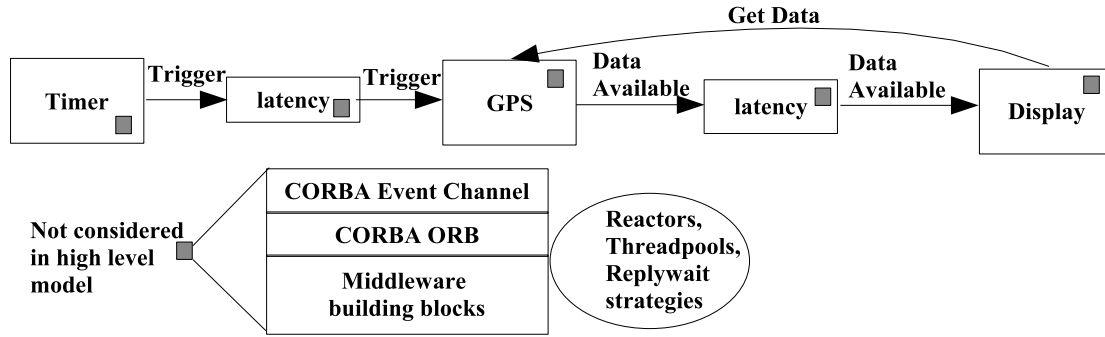 Get Data
Timer
Trigger
latency
Trigger
GPS
Data
Available
latency
Data
Available
Display
Not considered
in high level
model
CORBA Event Channel
CORBA ORB
Middleware
building blocks
Reactors,
Threadpools,
Replywait
strategies